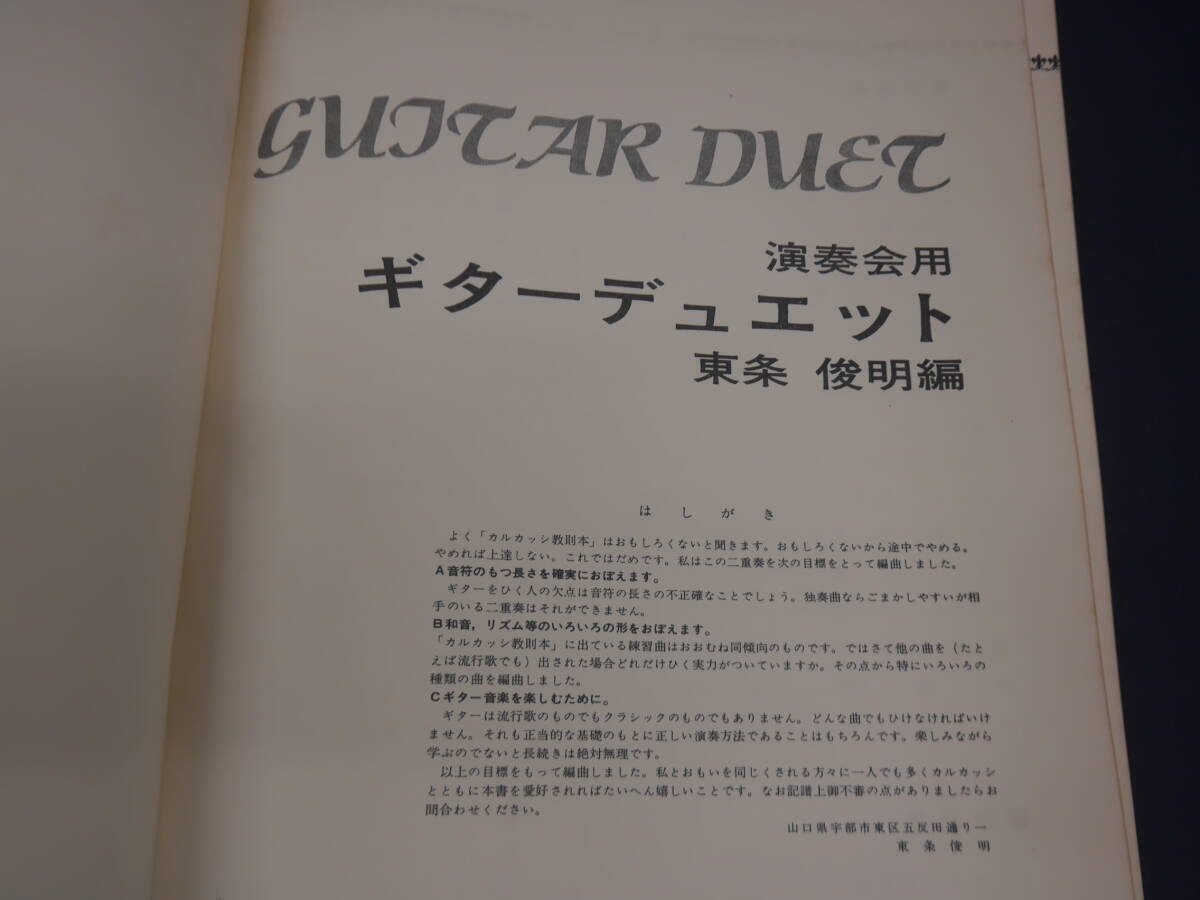 GUITAR DUET
演奏会用
ギターデュエット
東条 俊明編
はしがき
よく「カルカッシ教則本」はおもしろくないと聞きます。おもしろくないから途中でやめる。
やめれば上達しない。これではだめです。私はこの二重奏を次の目標をとって編曲しました。
A音符のもつ長さを確実におぼえます。
ギターをひく人の欠点は音符の長さの不正確なことでしょう。独奏曲ならごまかしやすいが相
手のいる二重奏はそれができません。
B和音，リズム等のいろいろの形をおぼえます。
「カルカッシ教則本」に出ている練習曲はおおむね同傾向のものです。ではさて他の曲を（たと
えば流行歌でも）出された場合どれだけひく実力がついていますか。その点から特にいろいろの
種類の曲を編曲しました。
Cギター音楽を楽しむために。
ギターは流行歌のものでもクラシックのものでもありません。どんな曲でもひけなければいけ
ません。それも正当的な基礎のもとに正しい演奏方法であることはもちろんです。楽しみながら
学ぶのでないと長続きは絶対無理です。
以上の目標をもって編曲しました。私とおもいを同じくされる方々に一人でも多くカルカッシ
とともに本書を愛好されればたいへん嬉しいことです。なお記譜上御不審の点がありましたらお
問合わせください。
山口県宇部市東区五反田通り一
東条俊明